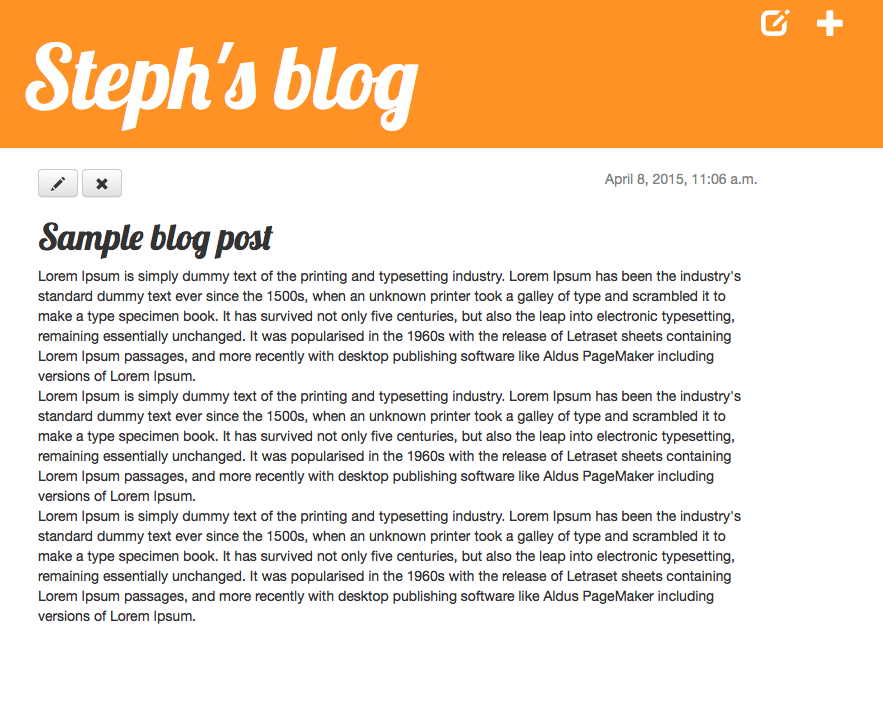 Steph's blog
April 8, 2015, 11:06 a.m.
Sample blog post
Lorem Ipsum is simply dummy text of the printing and typesetting industry. Lorem Ipsum has been the industry's
standard dummy text ever since the 1500s, when an unknown printer took a galley of type and scrambled it to
make a type specimen book. It has survived not only five centuries, but also the leap into electronic typesetting,
remaining essentially unchanged. It was popularised in the 1960s with the release of Letraset sheets containing
Lorem Ipsum passages, and more recently with desktop publishing software like Aldus PageMaker including
versions of Lorem Ipsum.
Lorem Ipsum is simply dummy text of the printing and typesetting industry. Lorem Ipsum has been the industry's
standard dummy text ever since the 1500s, when an unknown printer took a galley of type and scrambled it to
make a type specimen book. It has survived not only five centuries, but also the leap into electronic typesetting,
remaining essentially unchanged. It was popularised in the 1960s with the release of Letraset sheets containing
Lorem Ipsum passages, and more recently with desktop publishing software like Aldus PageMaker including
versions of Lorem Ipsum.
Lorem Ipsum is simply dummy text of the printing and typesetting industry. Lorem Ipsum has been the industry's
standard dummy text ever since the 1500s, when an unknown printer took a galley of type and scrambled it to
make a type specimen book. It has survived not only five centuries, but also the leap into electronic typesetting,
remaining essentially unchanged. It was popularised in the 1960s with the release of Letraset sheets containing
Lorem Ipsum passages, and more recently with desktop publishing software like Aldus PageMaker including
versions of Lorem Ipsum.